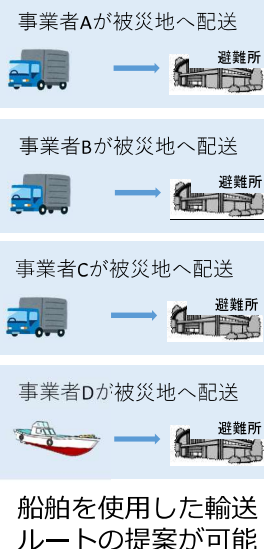 事業者Aが被災地へ配送
避難所
事業者Bが被災地へ配送
避難所
事業者Cが被災地へ配送
避難所
事業者Dが被災地へ配送
避難所
船舶を使用した輸送
ルートの提案が可能